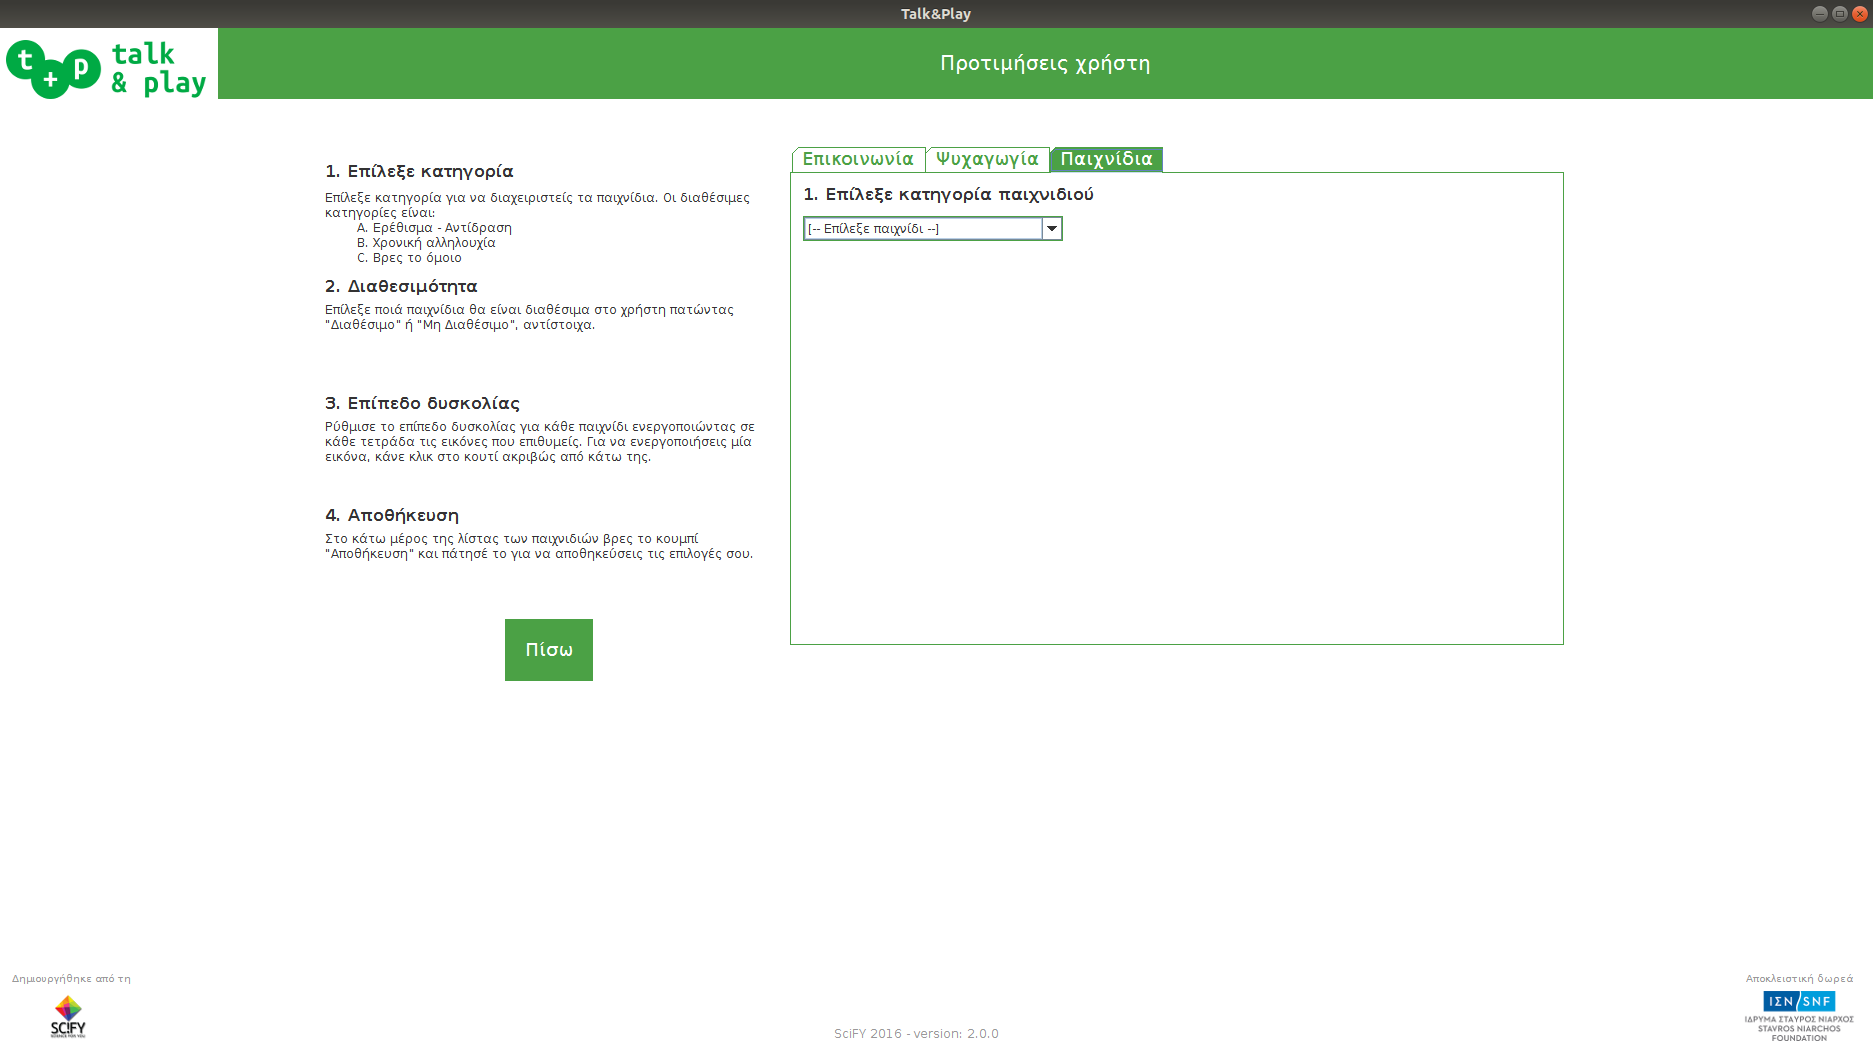 Talk&Play
t+p talk
& play
Προτιμήσεις χρήστη
1. Επίλεξε κατηγορία
Επίλεξε κατηγορία για να διαχειριστείς τα παιχνίδια. Οι διαθέσιμες
κατηγορίες είναι:
A. Ερέθισμα - Αντίδραση
B. Χρονική αλληλουχία
C. Βρες το όμοιο
2. Διαθεσιμότητα
Επίλεξε ποιά παιχνίδια θα είναι διαθέσιμα στο χρήστη πατώντας
"Διαθέσιμο" ή "Μη Διαθέσιμο", αντίστοιχα.
3. Επίπεδο δυσκολίας
Ρύθμισε το επίπεδο δυσκολίας για κάθε παιχνίδι ενεργοποιώντας σε
κάθε τετράδα τις εικόνες που επιθυμείς. Για να ενεργοποιήσεις μία
εικόνα, κάνε κλικ στο κουτί ακριβώς από κάτω της.
4. Αποθήκευση
Στο κάτω μέρος της λίστας των παιχνιδιών βρες το κουμπί
"Αποθήκευση" και πάτησέ το για να αποθηκεύσεις τις επιλογές σου.
Πίσω
Επικοινωνία Ψυχαγωγία Παιχνίδια
1. Επίλεξε κατηγορία παιχνιδιού
[-- Επίλεξε παιχνίδι --]
Δημιουργήθηκε από τη
SCiFY
SCIENCE FOR YOU
SciFY 2016 - version: 2.0.0
Αποκλειστική δωρεά
ΙΣΝ/SNF
ΙΔΡΥΜΑ ΣΤΑΥΡΟΣ ΝΙΑΡΧΟΣ
STAVROS NIARCHOS
FOUNDATION